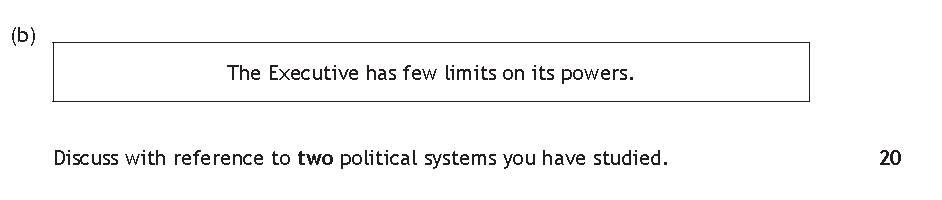 (b)
The Executive has few limits on its powers.
Discuss with reference to two political systems you have studied. 20